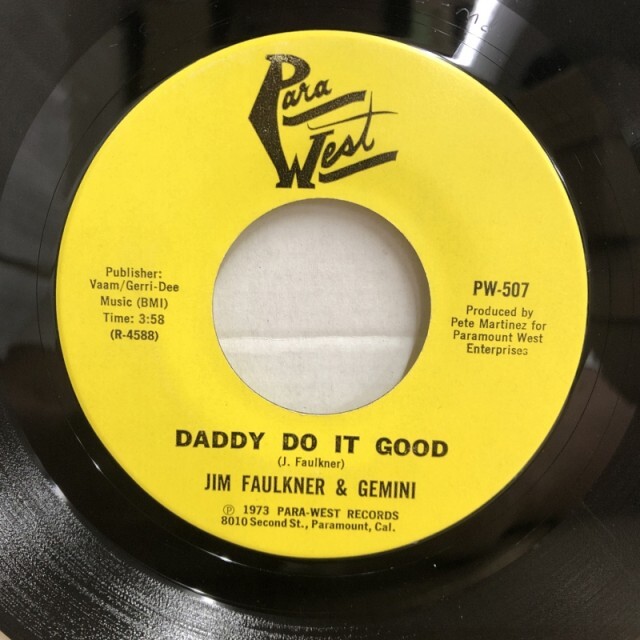 Para
West
Publisher:
Vaam/Gerri-Dee
Music (BMI)
Time: 3:58
(R-4588)
PW-507
Produced by
Pete Martinez for
Paramount West
Enterprises
DADDY DO IT GOOD
(J. Faulkner)
JIM FAULKNER & GEMINI
℗ 1973 PARA-WEST RECORDS
8010 Second St., Paramount, Cal.